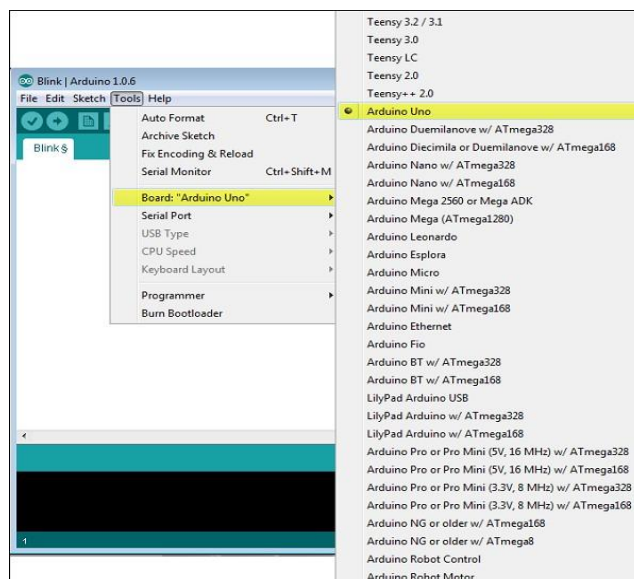 Blink | Arduino 1.0.6
File Edit Sketch Tools Help
Blink §
Auto Format Ctrl+T
Archive Sketch
Fix Encoding & Reload
Serial Monitor Ctrl+Shift+M
Board: "Arduino Uno"
Serial Port
USB Type
CPU Speed
Keyboard Layout
Programmer
Burn Bootloader
1
Teensy 3.2 / 3.1
Teensy 3.0
Teensy LC
Teensy 2.0
Teensy++ 2.0
Arduino Uno
Arduino Duemilanove w/ ATmega328
Arduino Diecimila or Duemilanove w/ ATmega168
Arduino Nano w/ ATmega328
Arduino Nano w/ ATmega168
Arduino Mega 2560 or Mega ADK
Arduino Mega (ATmega1280)
Arduino Leonardo
Arduino Esplora
Arduino Micro
Arduino Mini w/ ATmega328
Arduino Mini w/ ATmega168
Arduino Ethernet
Arduino Fio
Arduino BT w/ ATmega328
Arduino BT w/ ATmega168
LilyPad Arduino USB
LilyPad Arduino w/ ATmega328
LilyPad Arduino w/ ATmega168
Arduino Pro or Pro Mini (5V, 16 MHz) w/ ATmega328
Arduino Pro or Pro Mini (5V, 16 MHz) w/ ATmega168
Arduino Pro or Pro Mini (3.3V, 8 MHz) w/ ATmega328
Arduino Pro or Pro Mini (3.3V, 8 MHz) w/ ATmega168
Arduino NG or older w/ ATmega168
Arduino NG or older w/ ATmega8
Arduino Robot Control
Arduino Robot Motor